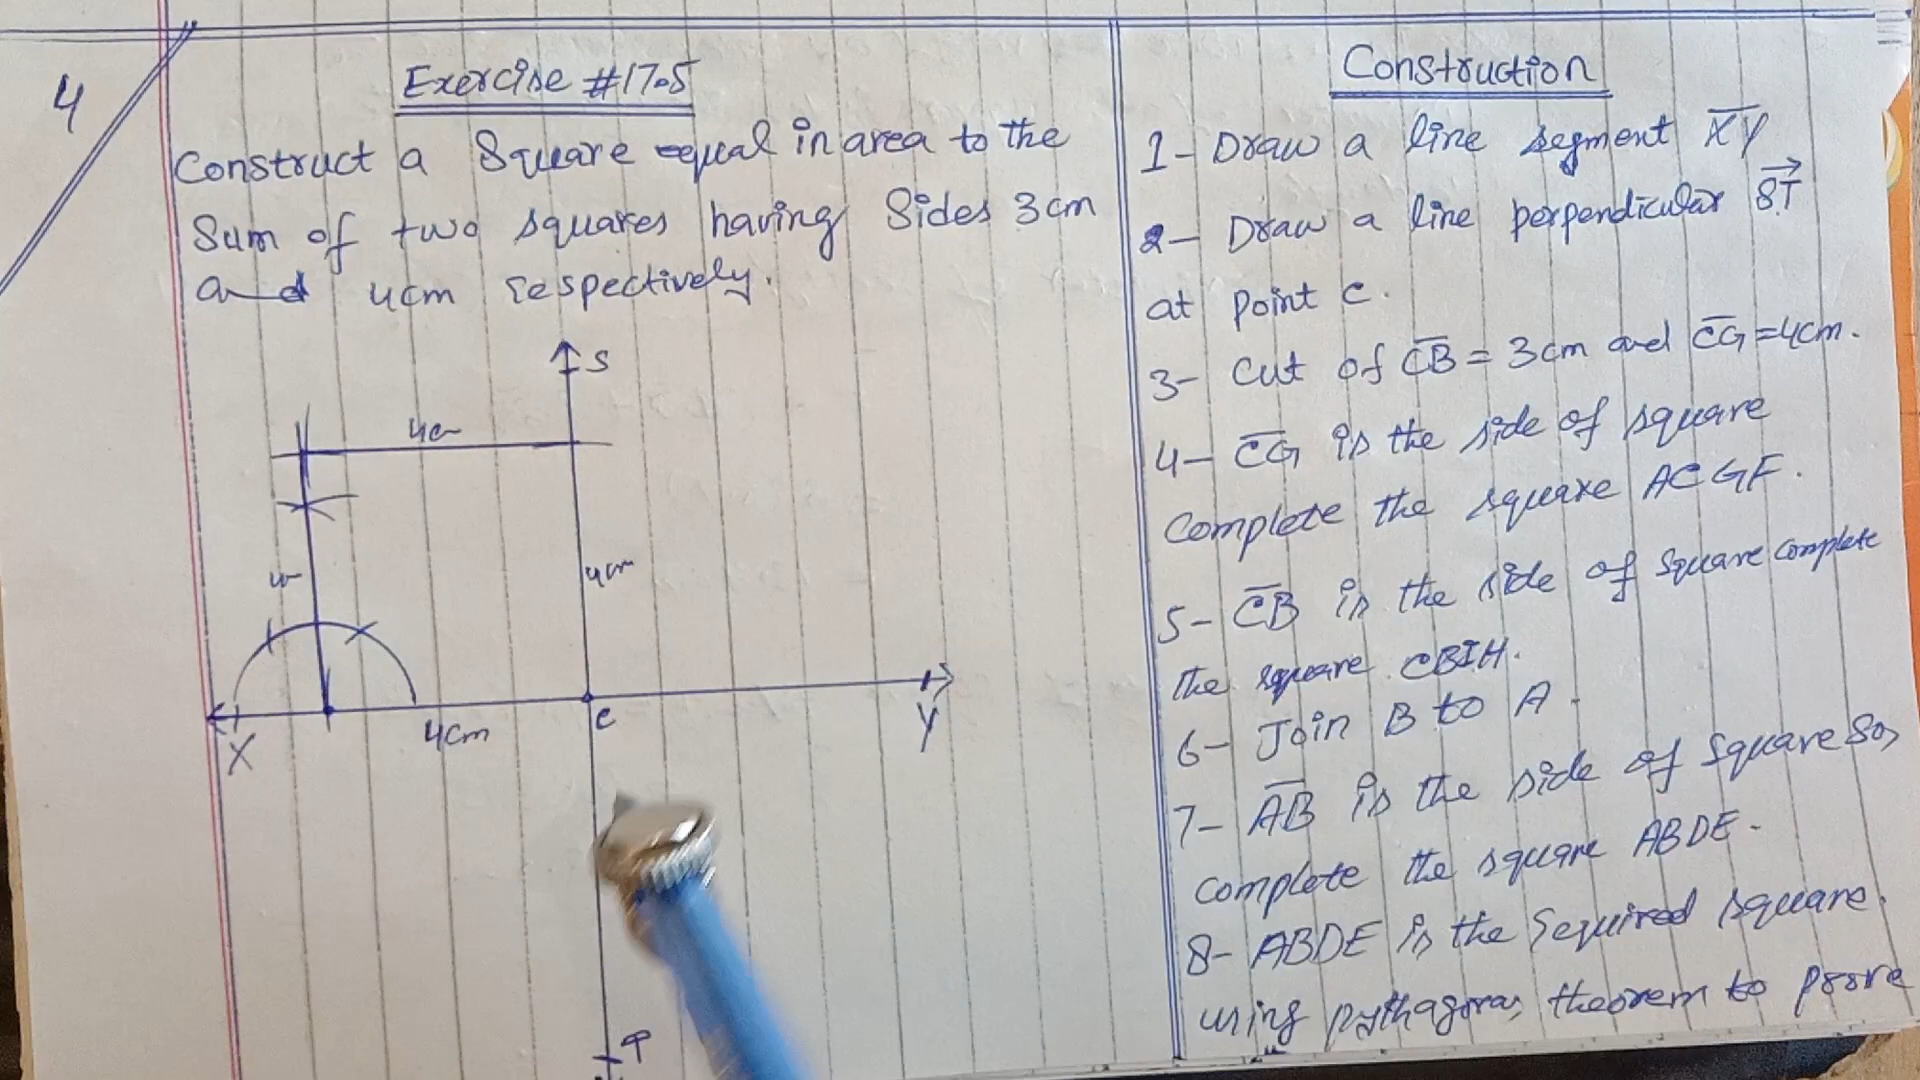 4
Exercise #17.5
Construct a Square equal in area to the
Sum of two squares having Sides 3cm
and 4cm respectively.
S
4cm
X
4cm
C
Y
T
Construction
1- Draw a line segment XY
2- Draw a line perpendicular ST
at point C.
3- Cut of CB = 3cm and CG = 4cm.
4- CG is the side of square
Complete the square ACGF.
5- CB is the side of square complete
the square CBIH.
6- Join B to A.
7- AB is the side of square So,
complete the square ABDE.
8- ABDE is the required square.
using pythagoras theorem to prove